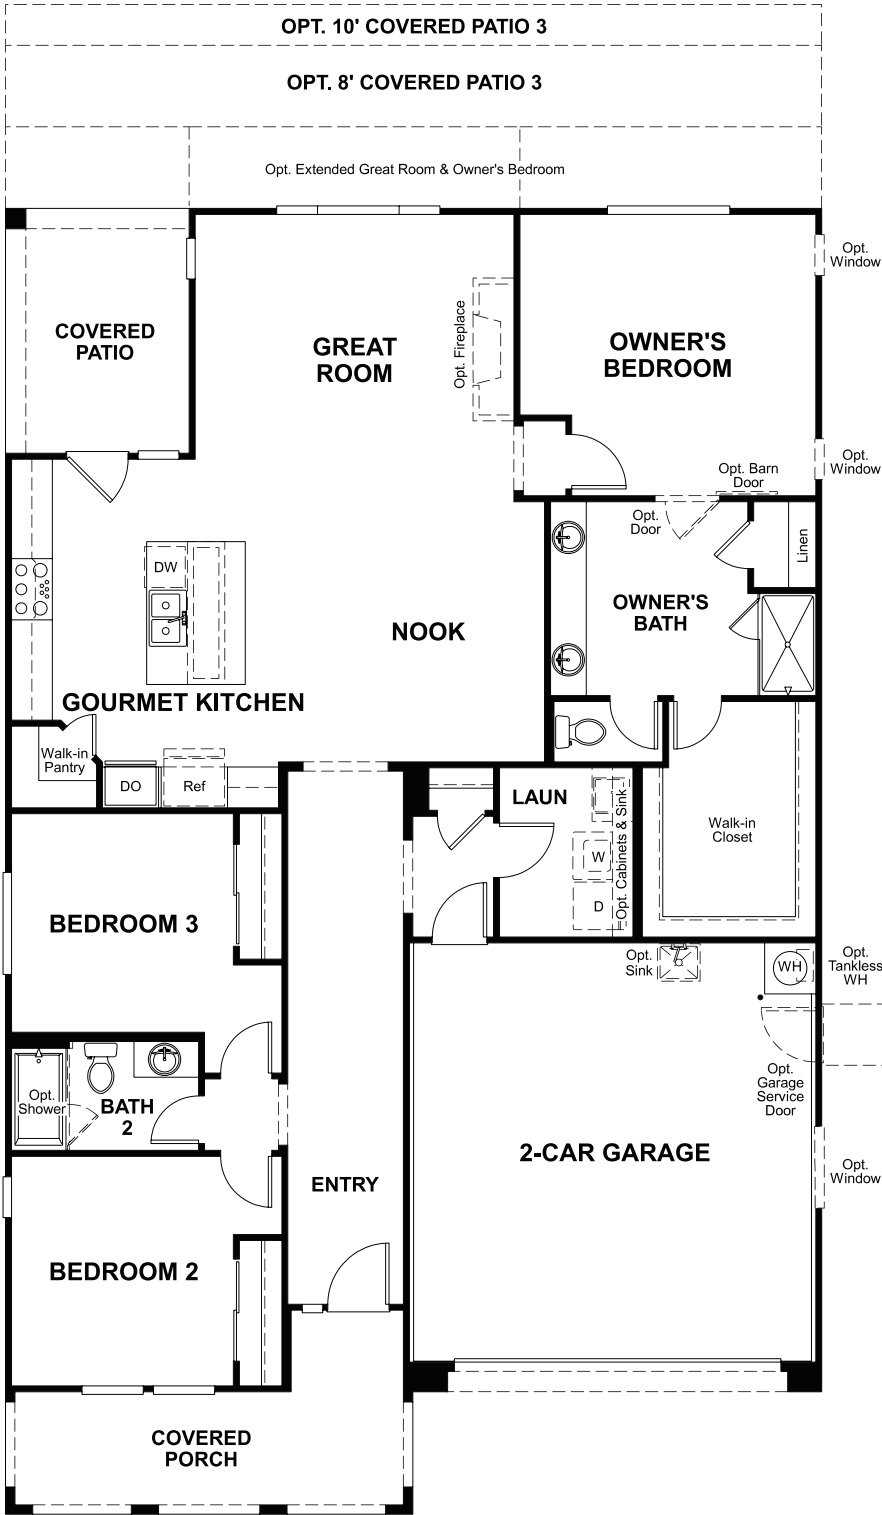 OPT. 10' COVERED PATIO 3
OPT. 8' COVERED PATIO 3
Opt. Extended Great Room & Owner's Bedroom
Opt.
Window
COVERED
PATIO
GREAT
ROOM
Opt. Fireplace
OWNER'S
BEDROOM
Opt.
Window
Opt. Barn
Door
Opt.
Door
Linen
DW
OWNER'S
BATH
NOOK
GOURMET KITCHEN
Walk-in
Pantry
DO
Ref
LAUN
Opt. Cabinets & Sink
W
D
Walk-in
Closet
BEDROOM 3
Opt.
Sink
WH
Opt.
Tankless
WH
Opt.
Garage
Service
Door
Opt.
Shower
BATH
2
2-CAR GARAGE
Opt.
Window
ENTRY
BEDROOM 2
COVERED
PORCH